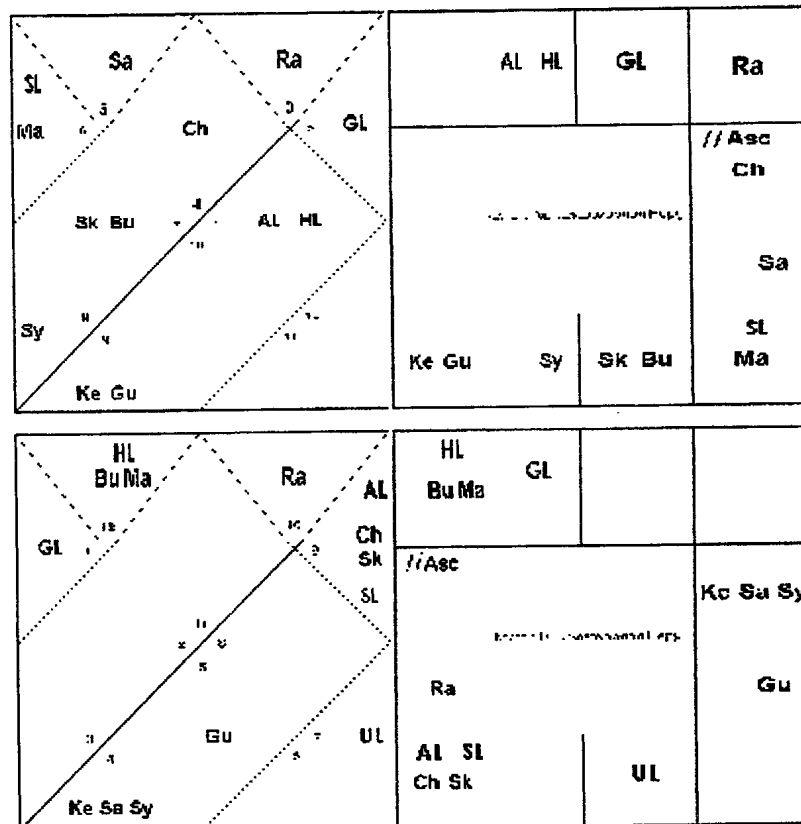 Sa
Ra
SL
Ma
Ch
GL
Sk Bu
AL HL
Sy
Ke Gu
AL HL
GL
Ra
//Asc
Ch
Sa
SL
Ke Gu
Sy
Sk Bu
Ma
HL
Bu Ma
Ra
AL
GL
Ch
Sk
SL
Gu
UL
Ke Sa Sy
HL
GL
Bu Ma
//Asc
Ke Sa Sy
Ra
Gu
AL SL
Ch Sk
UL